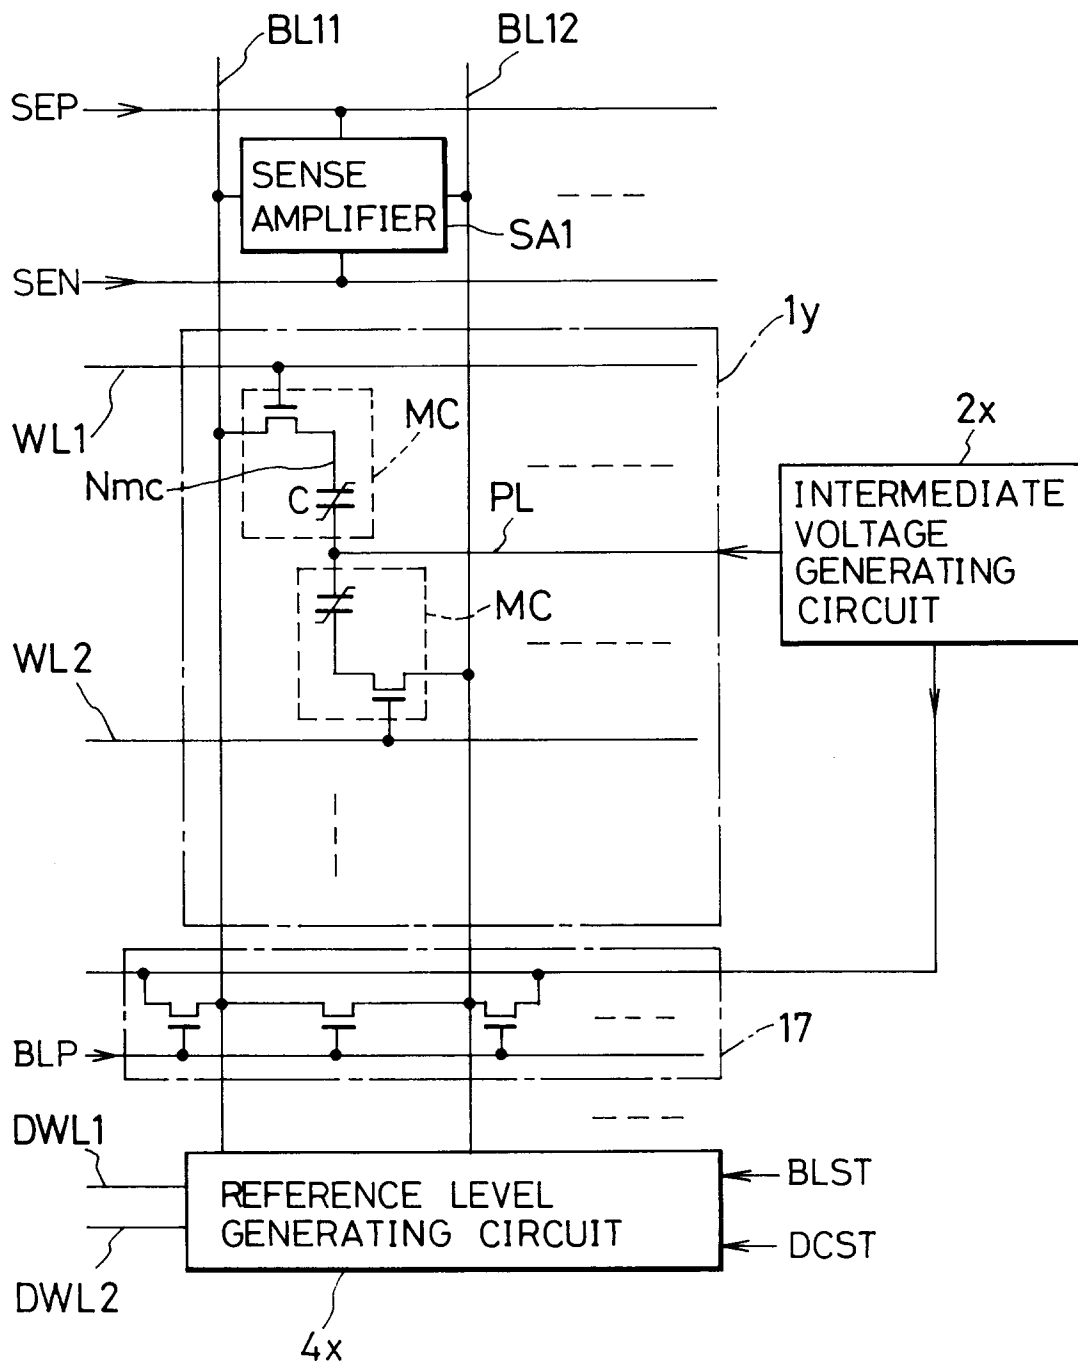 BL11
BL12
SEP
SENSE
AMPLIFIER
SA1
SEN
1y
WL1
MC
Nmc
C
PL
2x
INTERMEDIATE
VOLTAGE
GENERATING
CIRCUIT
MC
WL2
BLP
17
DWL1
REFERENCE LEVEL
GENERATING CIRCUIT
BLST
DCST
DWL2
4x